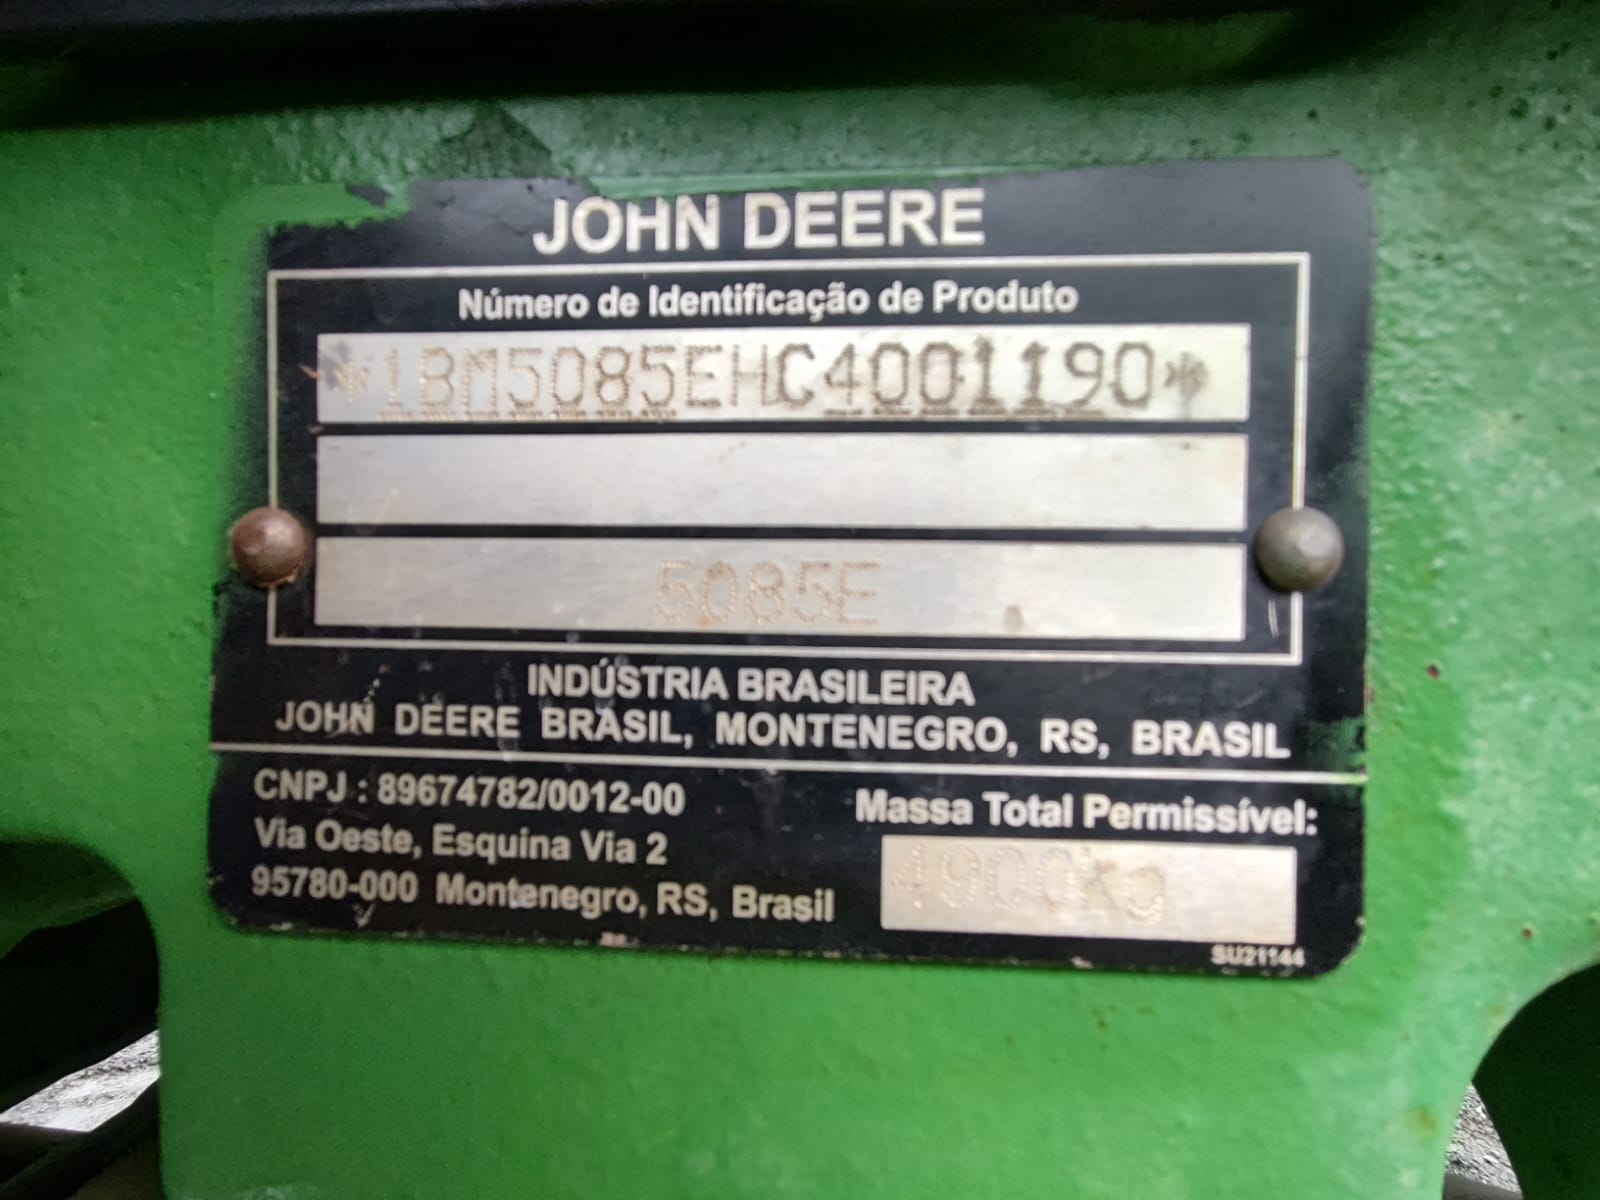 JOHN DEERE
Número de Identificação de Produto
*1BM5085EHC4001190*
5085E
INDÚSTRIA BRASILEIRA
JOHN DEERE BRASIL, MONTENEGRO, RS, BRASIL
CNPJ : 89674782/0012-00
Via Oeste, Esquina Via 2
95780-000 Montenegro, RS, Brasil
Massa Total Permissível:
4900Kg
SU21144